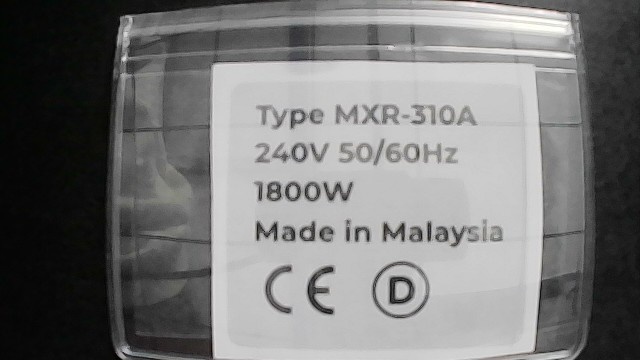 Type MXR-310A
240V 50/60Hz
1800W
Made in Malaysia
CE D